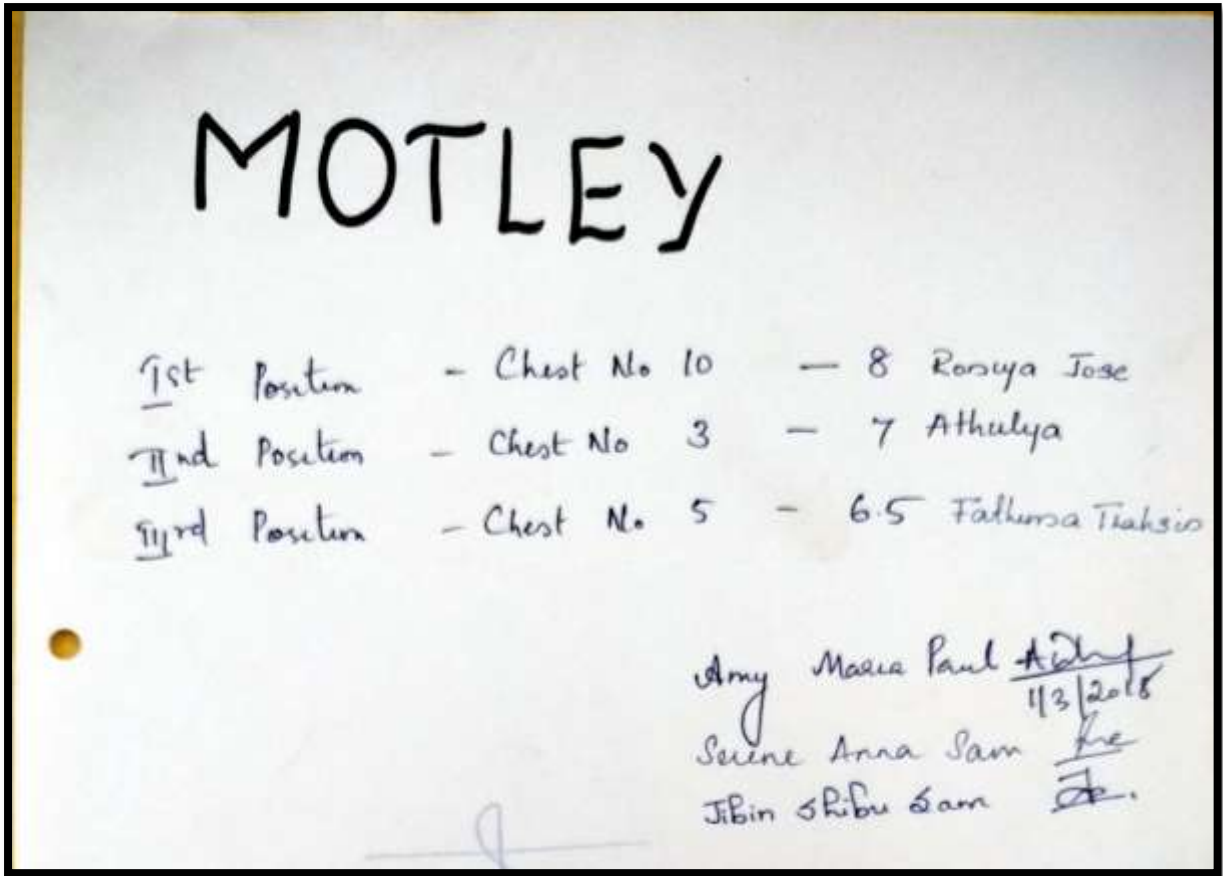 MOTLEY
Ist Position - Chest No 10 - 8 Rosiya Jose
IInd Position - Chest No 3 - 7 Athulya
IIIrd Position - Chest No 5 - 6.5 Fathima
Amy Maria Paul
1/3/2018
Serene Anna Sam
Jibin Shibu Sam